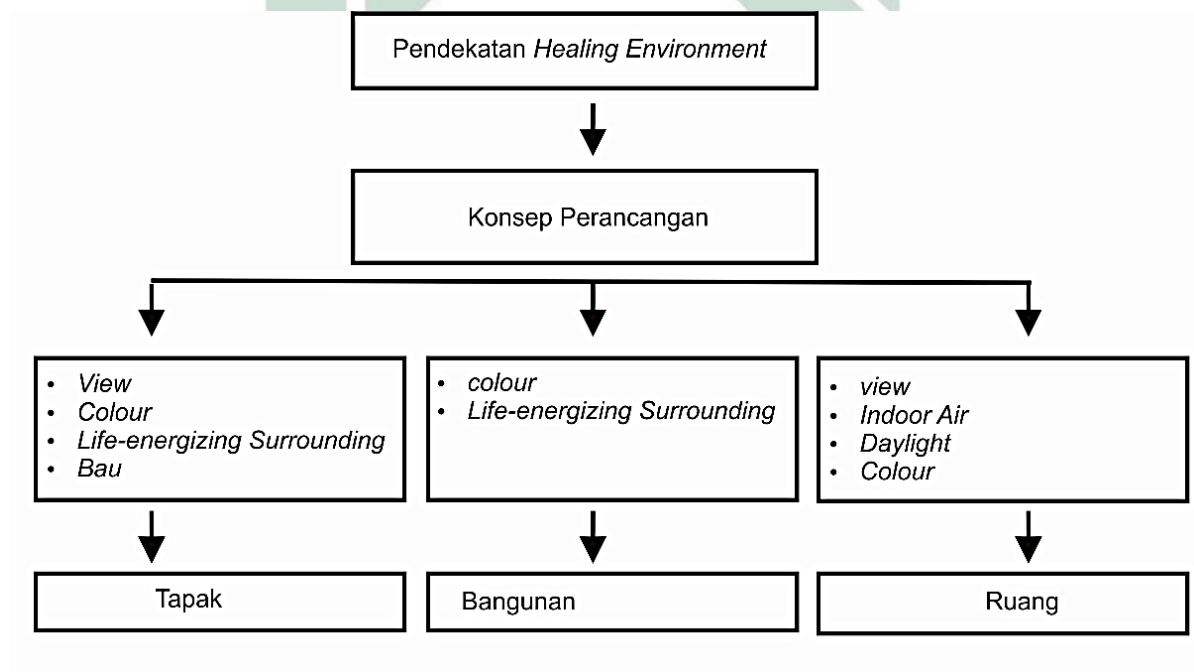 Pendekatan Healing Environment
Konsep Perancangan
• View
• Colour
• Life-energizing Surrounding
• Bau
• colour
• Life-energizing Surrounding
• view
• Indoor Air
• Daylight
• Colour
Tapak
Bangunan
Ruang